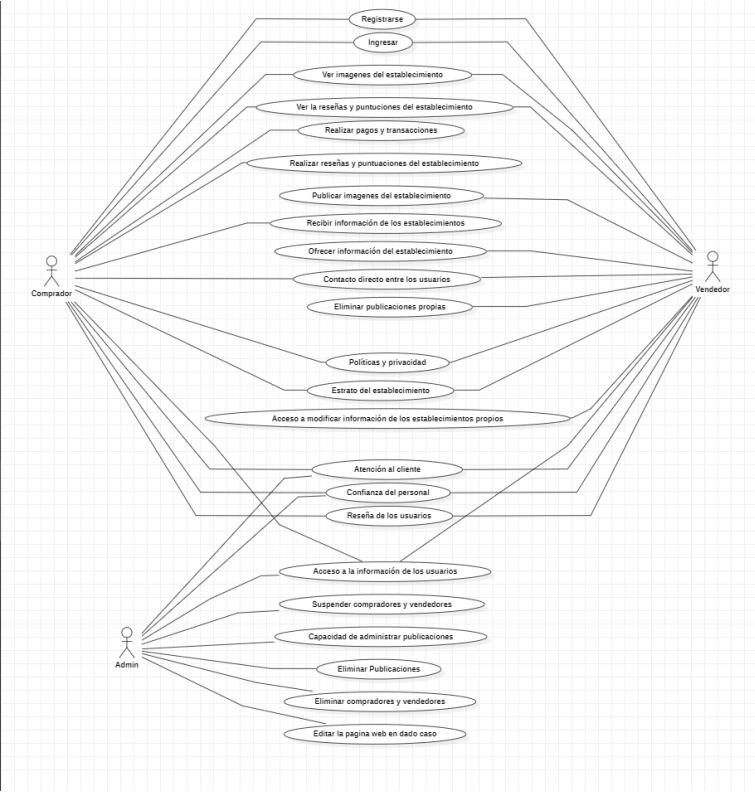 Registrarse
Ingresar
Ver imagenes del establecimiento
Ver la reseñas y puntuciones del establecimiento
Realizar pagos y transacciones
Realizar reseñas y puntuaciones del establecimiento
Publicar imagenes del establecimiento
Recibir información de los establecimientos
Ofrecer información del establecimiento
Contacto directo entre los usuarios
Comprador
Vendedor
Eliminar publicaciones propias
Políticas y privacidad
Estrato del establecimiento
Acceso a modificar información de los establecimientos propios
Atención al cliente
Confianza del personal
Reseña de los usuarios
Acceso a la información de los usuarios
Suspender compradores y vendedores
Capacidad de administrar publicaciones
Admin
Eliminar Publicaciones
Eliminar compradores y vendedores
Editar la pagina web en dado caso